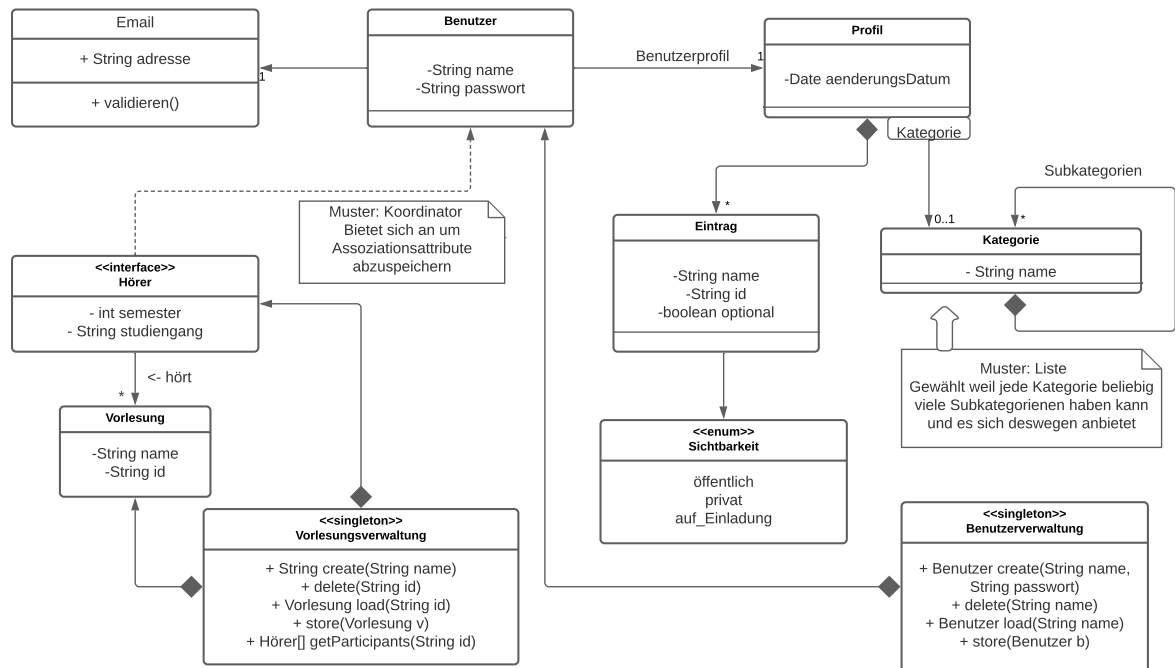 Email
+ String adresse
+ validieren()
1
Benutzer
-String name
-String passwort
Benutzerprofil
1
Profil
-Date aenderungsDatum
Kategorie
0..1
Subkategorien
*
Kategorie
- String name
*
Eintrag
-String name
-String id
-boolean optional
Muster: Koordinator
Bietet sich an um
Assoziationsattribute
abzuspeichern
<<interface>>
Hörer
- int semester
- String studiengang
<- hört
*
Vorlesung
-String name
-String id
Muster: Liste
Gewählt weil jede Kategorie beliebig
viele Subkategorienen haben kann
und es sich deswegen anbietet
<<enum>>
Sichtbarkeit
öffentlich
privat
auf_Einladung
<<singleton>>
Vorlesungsverwaltung
+ String create(String name)
+ delete(String id)
+ Vorlesung load(String id)
+ store(Vorlesung v)
+ Hörer[] getParticipants(String id)
<<singleton>>
Benutzerverwaltung
+ Benutzer create(String name,
String passwort)
+ delete(String name)
+ Benutzer load(String name)
+ store(Benutzer b)